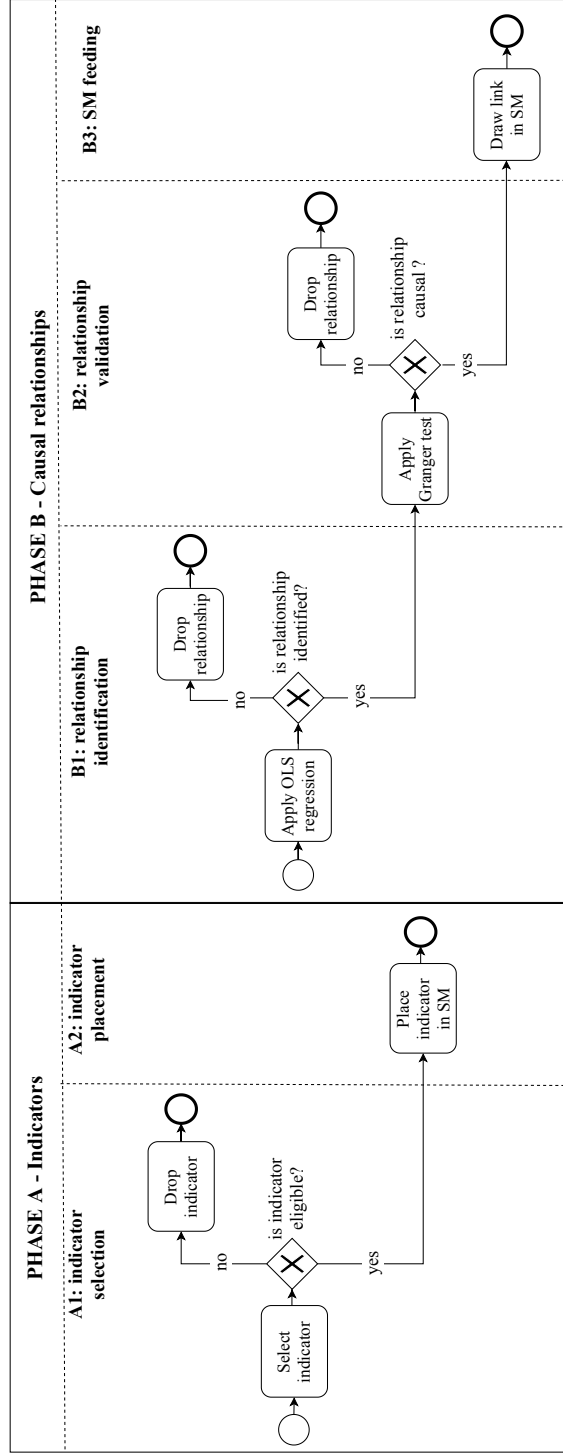 PHASE A - Indicators
A1: indicator
selection
Select
indicator
is indicator
eligible?
no
Drop
indicator
yes
A2: indicator
placement
Place
indicator
in SM
PHASE B - Causal relationships
B1: relationship
identification
Apply OLS
regression
is relationship
identified?
no
Drop
relationship
yes
B2: relationship
validation
Apply
Granger test
is relationship
causal ?
no
Drop
relationship
yes
B3: SM feeding
Draw link
in SM